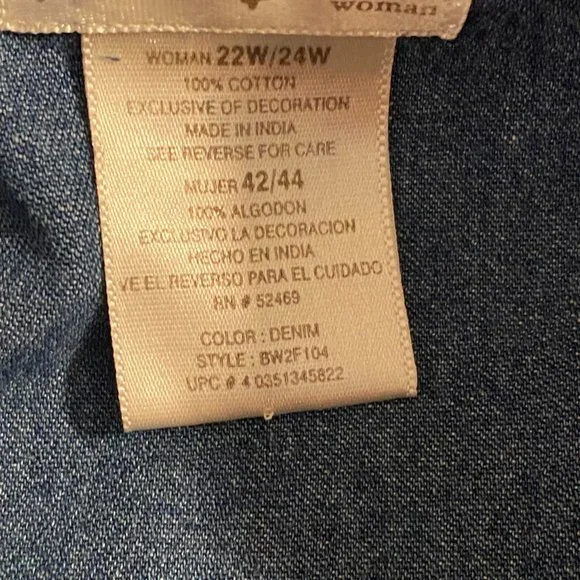 woman
WOMAN 22W/24W
100% COTTON
EXCLUSIVE OF DECORATION
MADE IN INDIA
SEE REVERSE FOR CARE
MUJER 42/44
100% ALGODON
EXCLUSIVO LA DECORACION
HECHO EN INDIA
VE EL REVERSO PARA EL CUIDADO
RN # 52469
COLOR : DENIM
STYLE : BW2F104
UPC # 4 0351345822